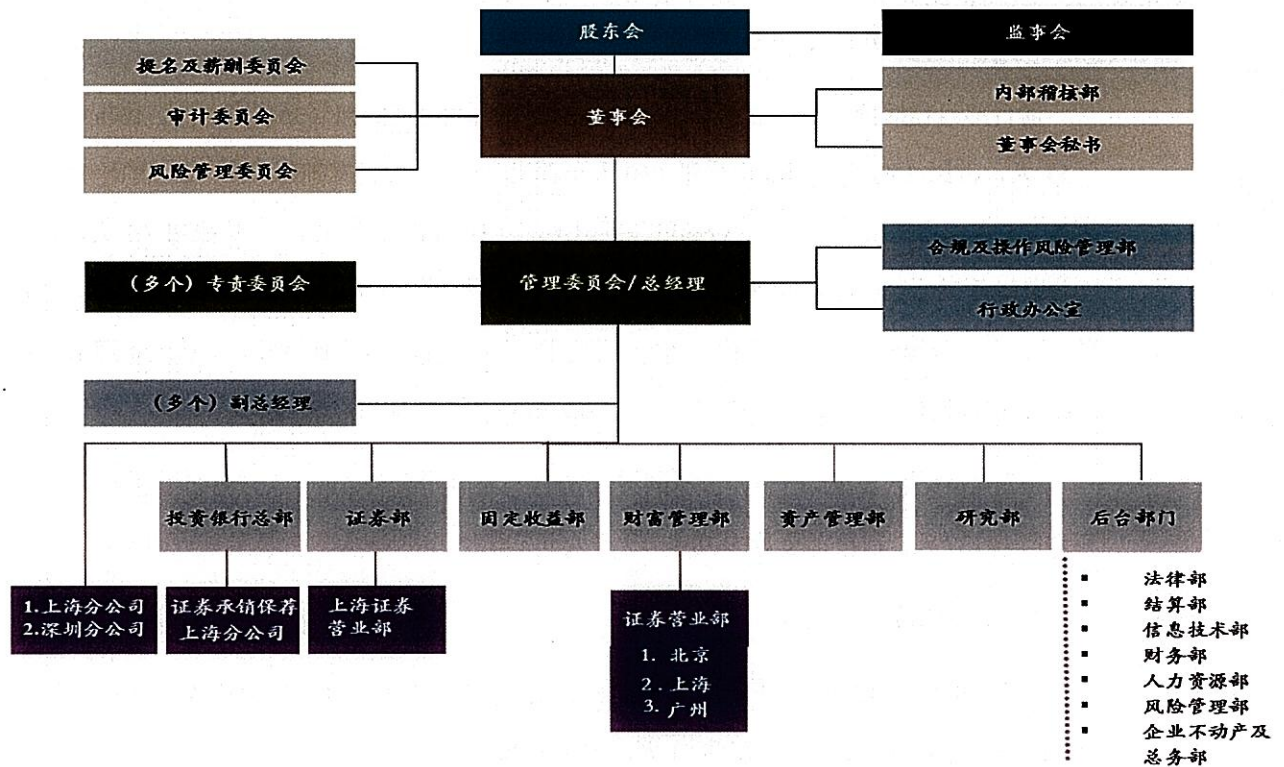 股东会
监事会
提名及薪酬委员会
审计委员会
风险管理委员会
董事会
内部稽核部
董事会秘书
(多个) 专责委员会
管理委员会/总经理
合规及操作风险管理部
行政办公室
(多个) 副总经理
投资银行总部
证券部
固定收益部
财富管理部
资产管理部
研究部
后台部门
1.上海分公司
2.深圳分公司
证券承销保荐
上海分公司
上海证券
营业部
证券营业部
1. 北京
2. 上海
3. 广州
▪ 法律部
▪ 结算部
▪ 信息技术部
▪ 财务部
▪ 人力资源部
▪ 风险管理部
▪ 企业不动产及
总务部